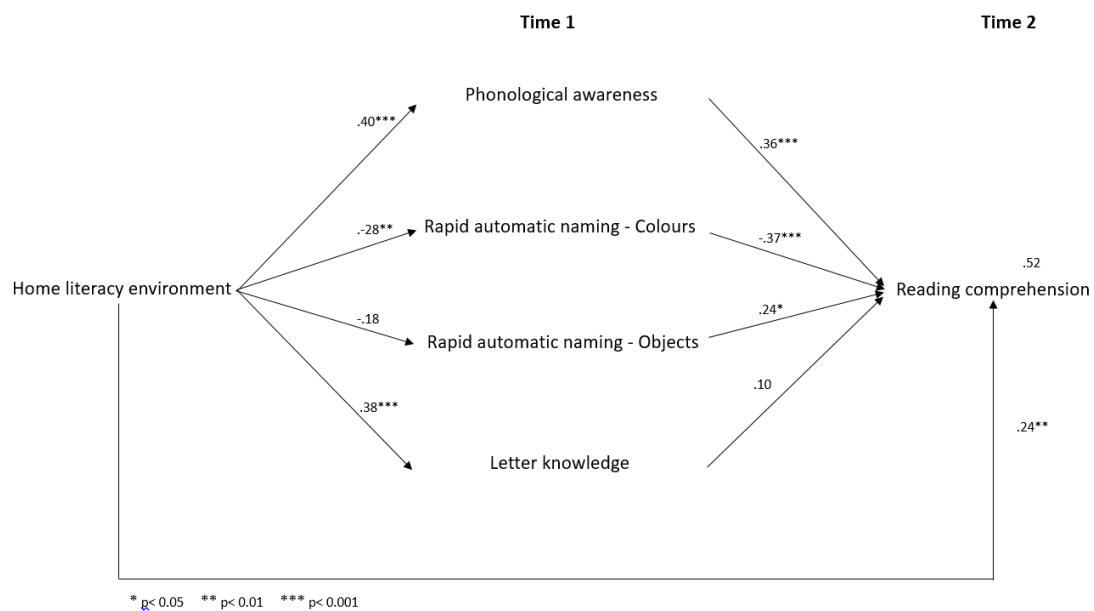 Time 1
Time 2
Phonological awareness
.40***
.36***
.-28**
Rapid automatic naming - Colours
-.37***
.52
Home literacy environment
Reading comprehension
-.18
.24*
Rapid automatic naming - Objects
.10
.38***
.24**
Letter knowledge
* p< 0.05 ** p< 0.01 *** p< 0.001